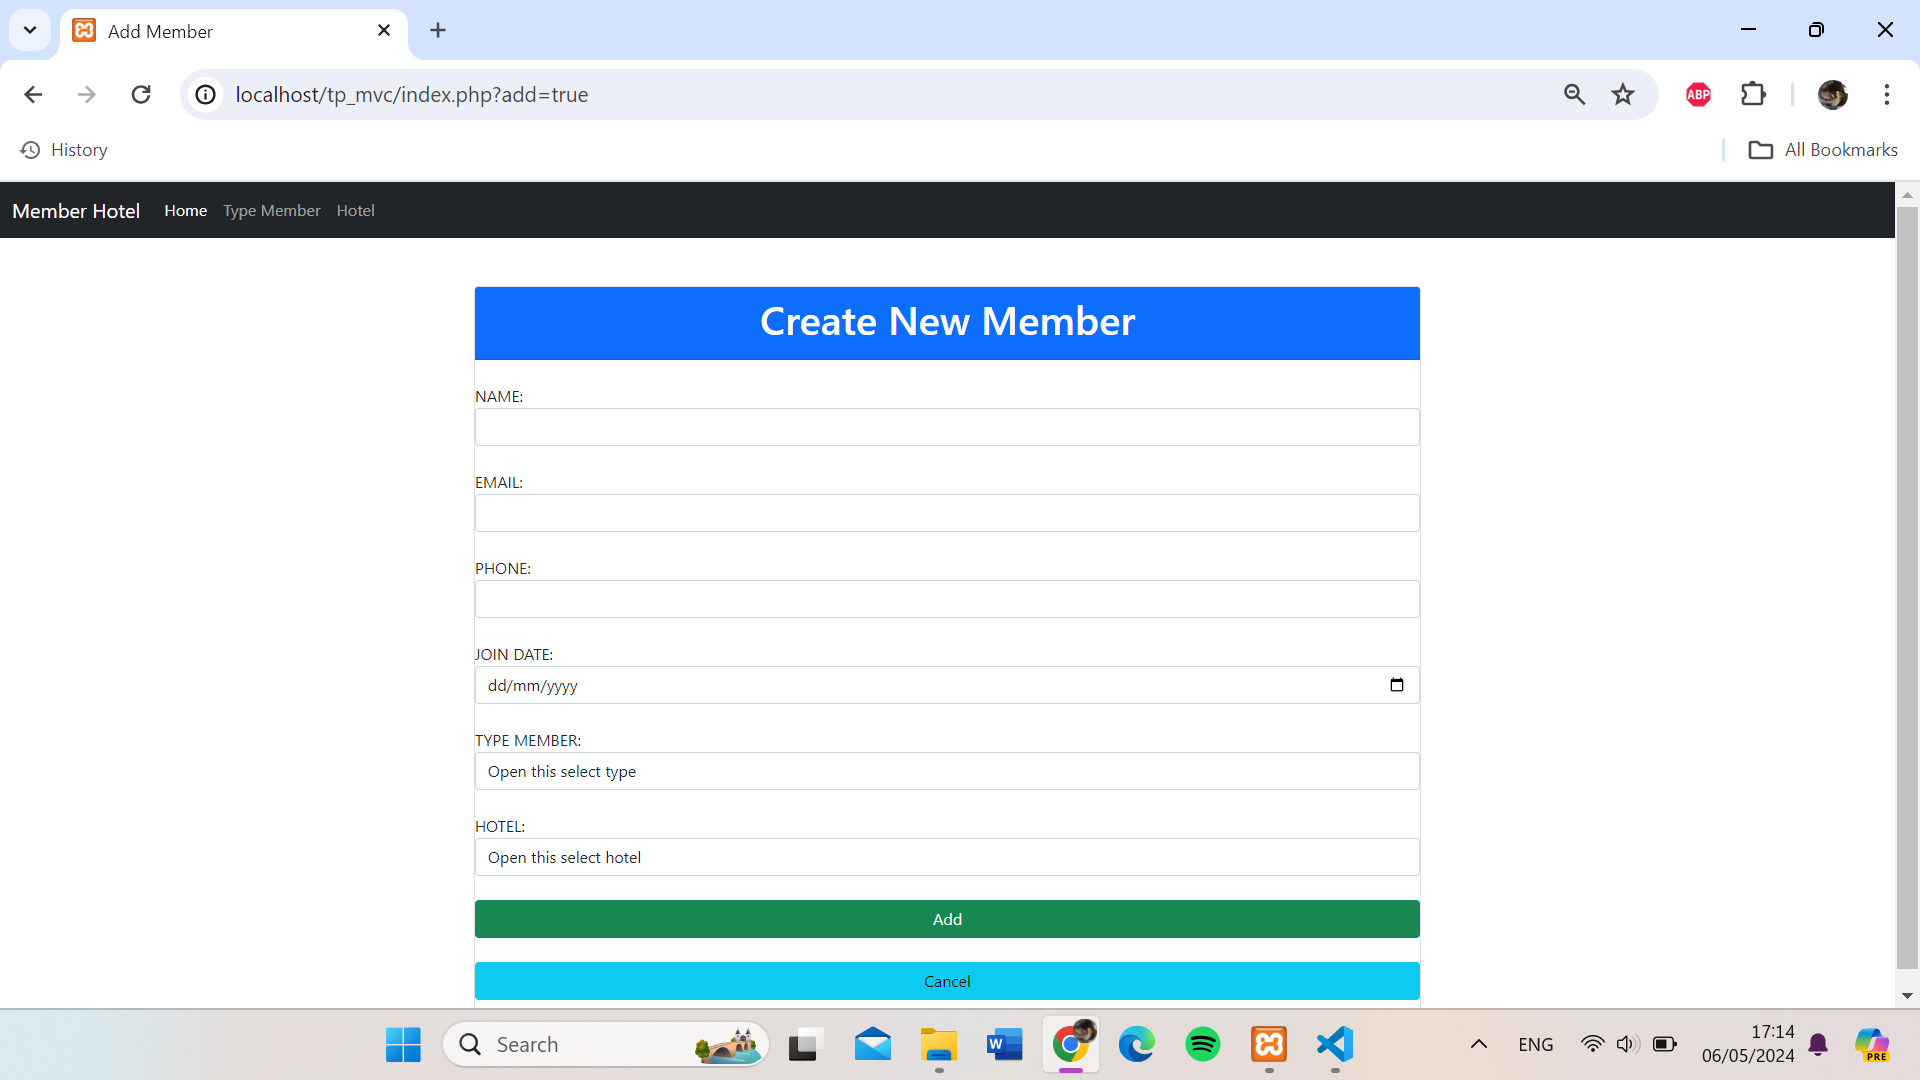 Add Member
localhost/tp_mvc/index.php?add=true
ABP
History
All Bookmarks
Member Hotel Home Type Member Hotel
Create New Member
NAME:
EMAIL:
PHONE:
JOIN DATE:
dd/mm/yyyy
TYPE MEMBER:
Open this select type
HOTEL:
Open this select hotel
Add
Cancel
Search
W
ENG
17:14
06/05/2024
PRE